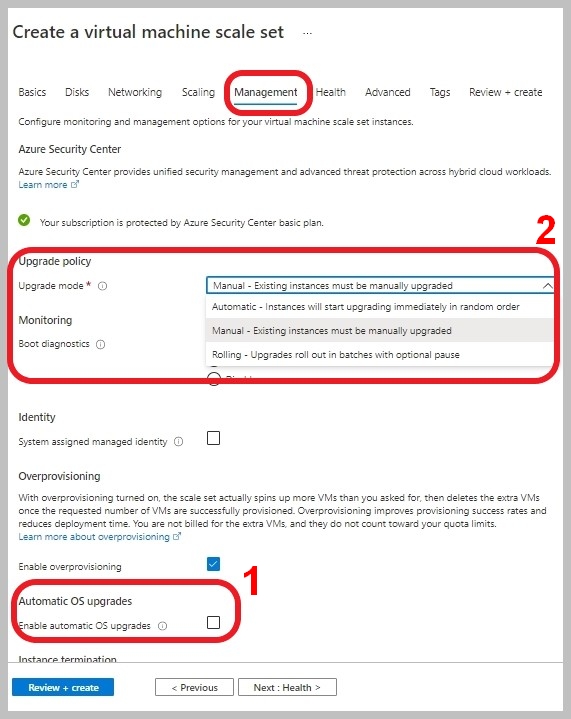 Create a virtual machine scale set ...
Basics Disks Networking Scaling Management Health Advanced Tags Review + create
Configure monitoring and management options for your virtual machine scale set instances.
Azure Security Center
Azure Security Center provides unified security management and advanced threat protection across hybrid cloud workloads.
Learn more
Your subscription is protected by Azure Security Center basic plan.
2
Upgrade policy
Upgrade mode *
Manual - Existing instances must be manually upgraded
Automatic - Instances will start upgrading immediately in random order
Monitoring
Manual - Existing instances must be manually upgraded
Boot diagnostics
Rolling - Upgrades roll out in batches with optional pause
Identity
System assigned managed identity
Overprovisioning
With overprovisioning turned on, the scale set actually spins up more VMs than you asked for, then deletes the extra VMs
once the requested number of VMs are successfully provisioned. Overprovisioning improves provisioning success rates and
reduces deployment time. You are not billed for the extra VMs, and they do not count toward your quota limits.
Learn more about overprovisioning
Enable overprovisioning
1
Automatic OS upgrades
Enable automatic OS upgrades
Instance termination
Review + create
< Previous
Next : Health >